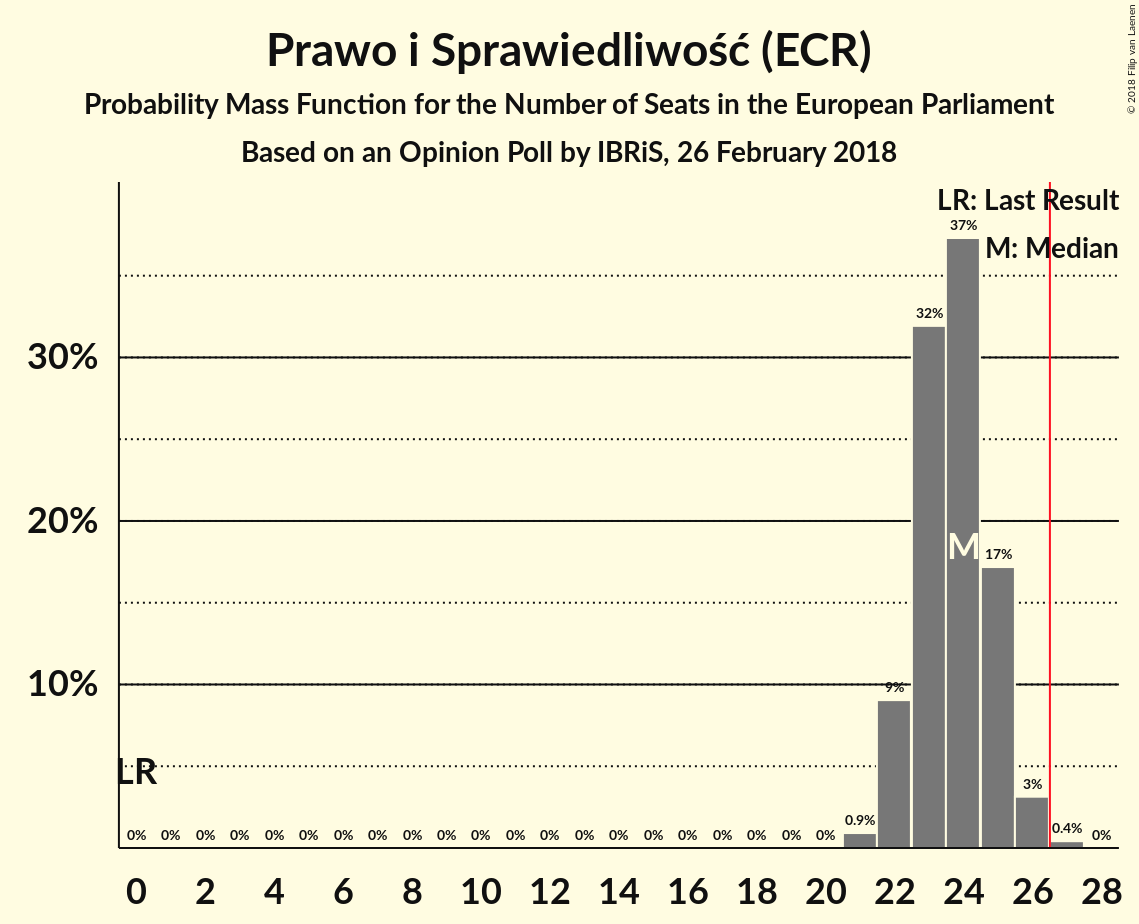 Prawo i Sprawiedliwość (ECR)
Probability Mass Function for the Number of Seats in the European Parliament
Based on an Opinion Poll by IBRiS, 26 February 2018
© 2018 Filip van Laenen
LR: Last Result
M: Median
37%
32%
30%
20%
M
17%
10%
9%
LR
3%
0% 0% 0% 0% 0% 0% 0% 0% 0% 0% 0% 0% 0% 0% 0% 0% 0% 0% 0% 0% 0% 0.9% 0.4% 0%
0 2 4 6 8 10 12 14 16 18 20 22 24 26 28